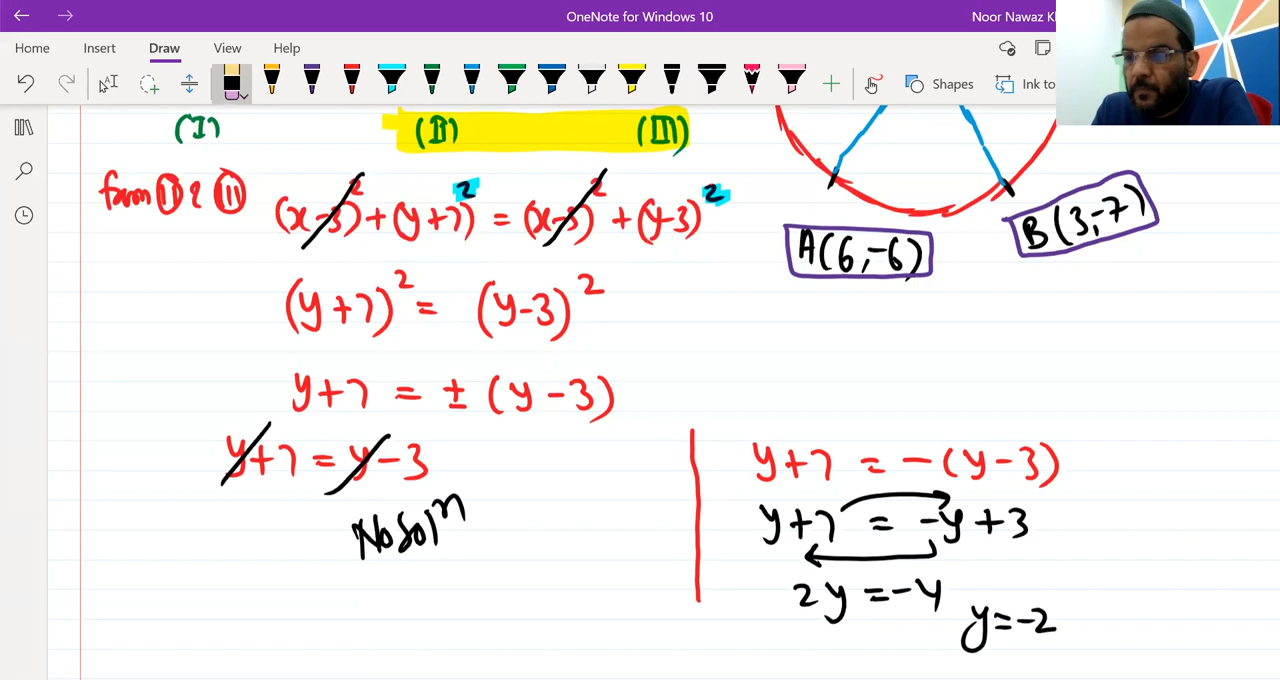 OneNote for Windows 10
Noor Nawaz Kh
Home Insert Draw View Help
Shapes Ink to
(I) (II) (III)
from (II) & (III) (x-3)² + (y+7)² = (x-3)² + (y-3)²
A(6,-6) B(3,-7)
(y+7)² = (y-3)²
y+7 = ± (y-3)
y+7 = y-3
No Solⁿ
y+7 = -(y-3)
y+7 = -y+3
2y = -4
y=-2